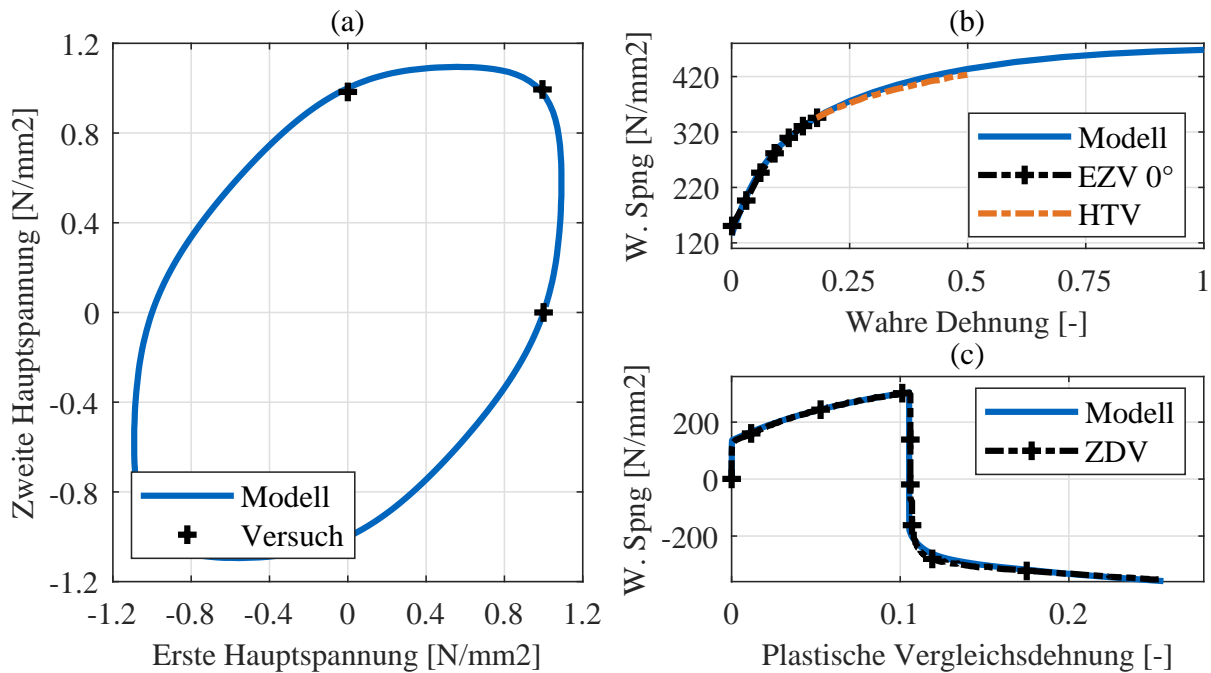 (a)
Zweite Hauptspannung [N/mm2]
1.2
0.8
0.4
0
-0.4
-0.8
-1.2
-1.2
-0.8
-0.4
0
0.4
0.8
1.2
Erste Hauptspannung [N/mm2]
Modell
Versuch
(b)
W. Spng [N/mm2]
420
320
220
120
0
0.25
0.5
0.75
1
Wahre Dehnung [-]
Modell
EZV 0°
HTV
(c)
W. Spng [N/mm2]
200
0
-200
0
0.1
0.2
Plastische Vergleichsdehnung [-]
Modell
ZDV